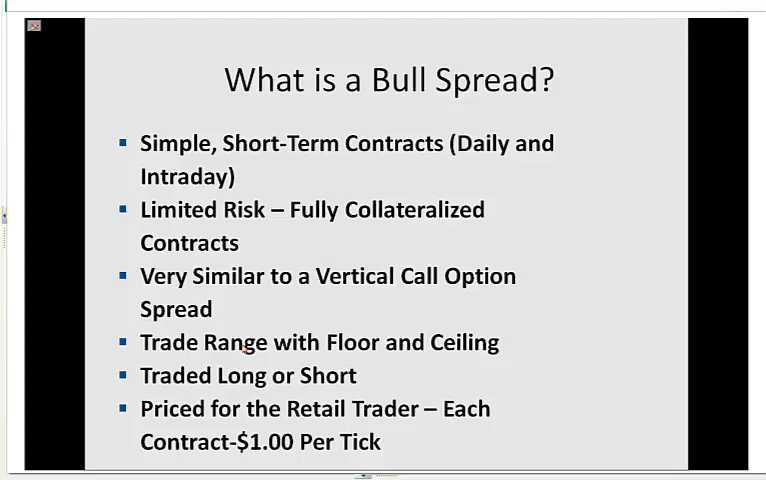 What is a Bull Spread?
Simple, Short-Term Contracts (Daily and
Intraday)
Limited Risk – Fully Collateralized
Contracts
Very Similar to a Vertical Call Option
Spread
Trade Range with Floor and Ceiling
Traded Long or Short
Priced for the Retail Trader – Each
Contract-$1.00 Per Tick